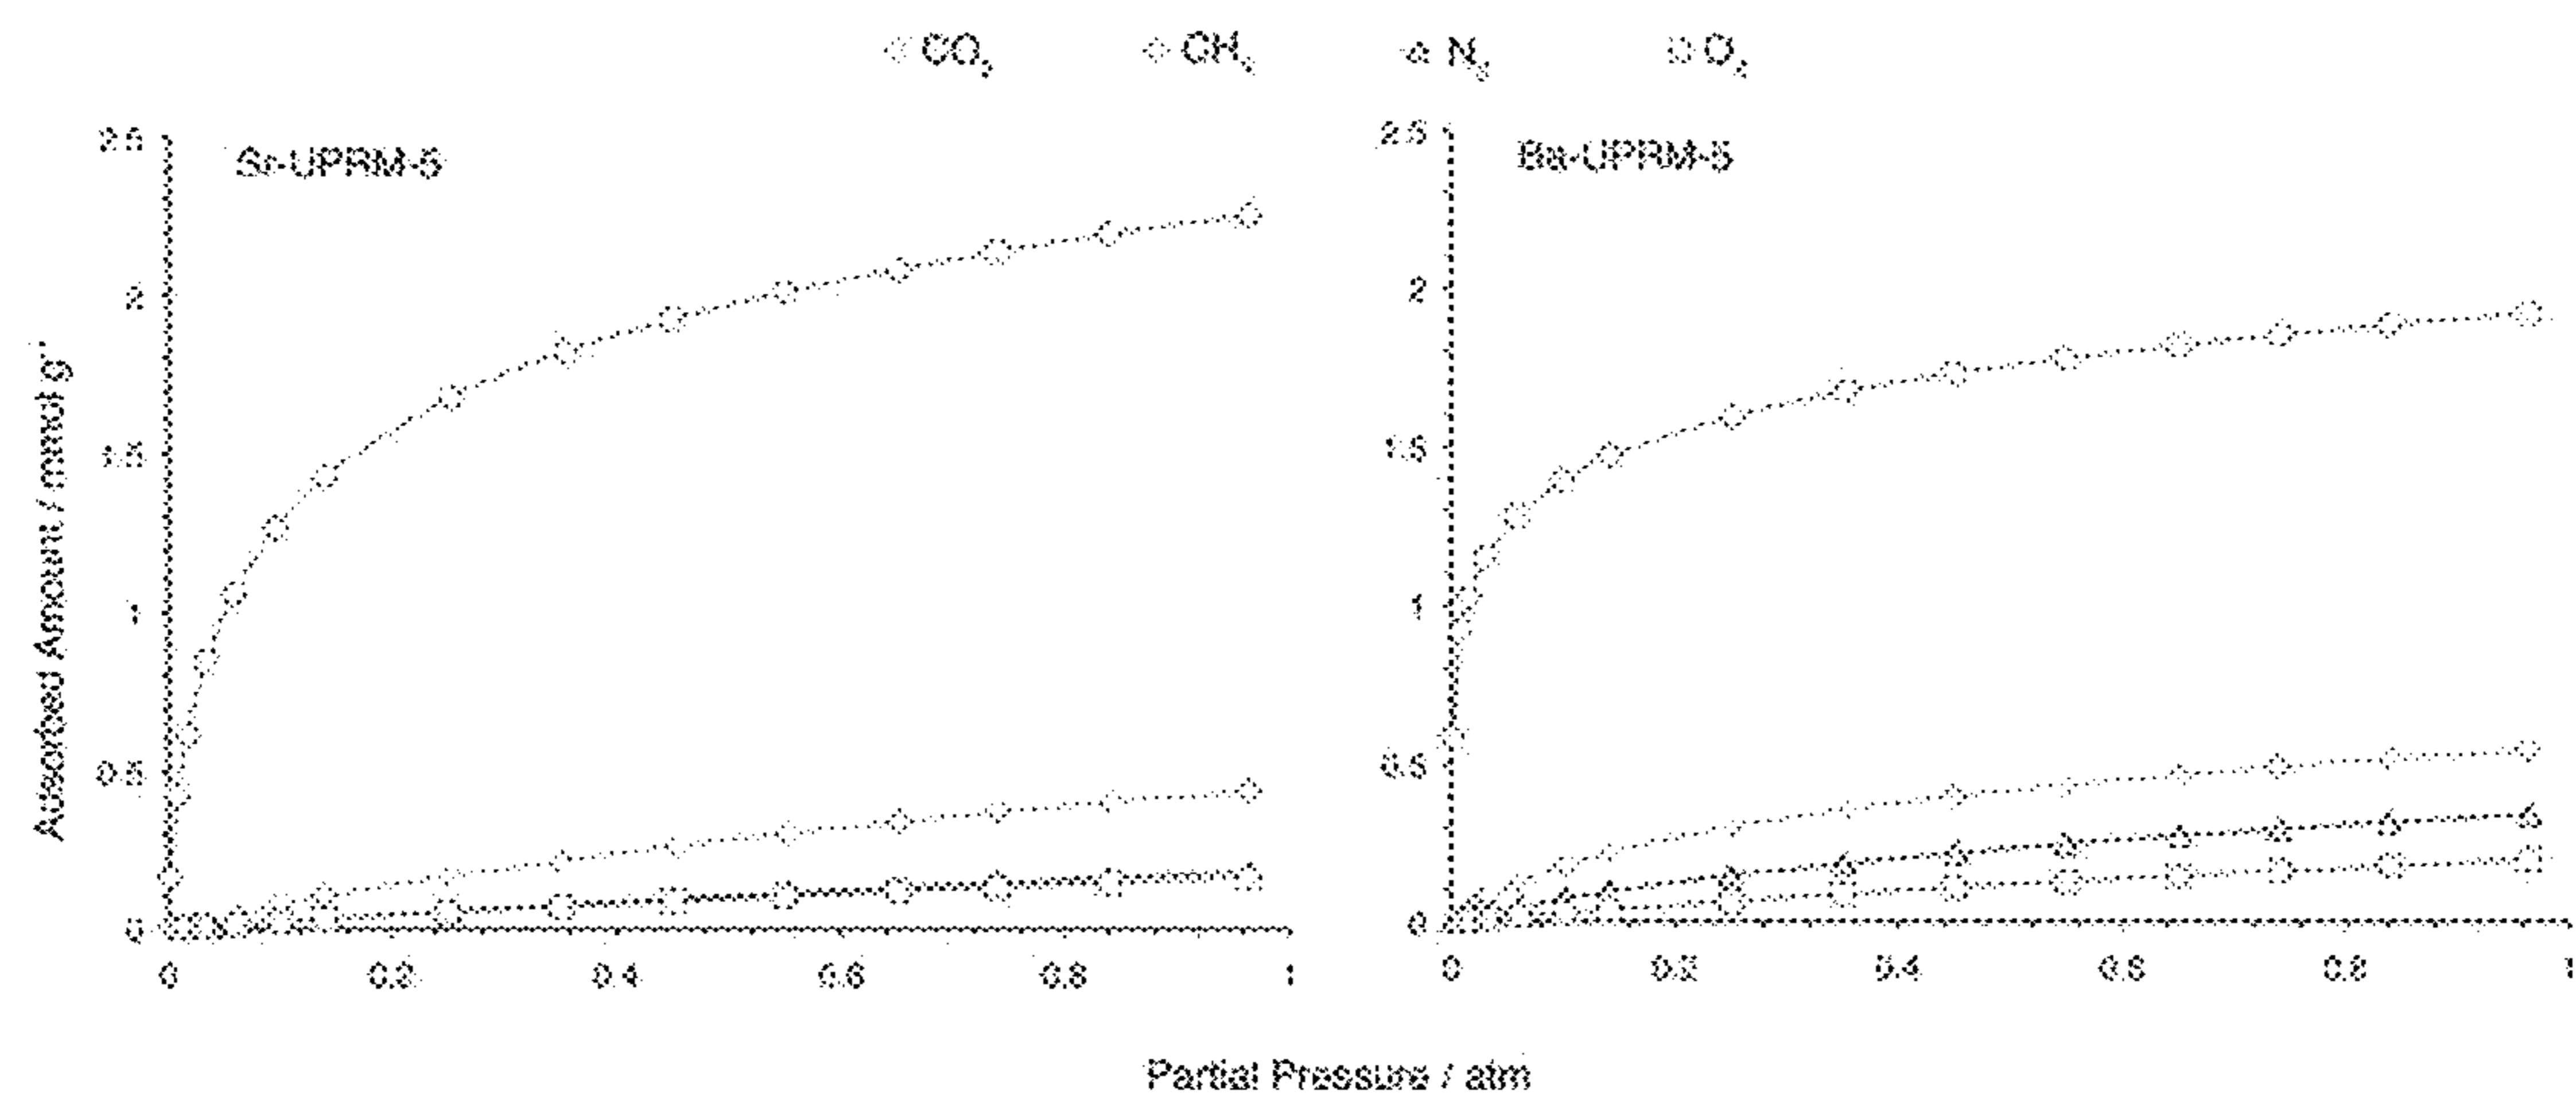 CO₂ CH₄ N₂ O₂
Sr-UPRM-5
Ba-UPRM-5
Adsorbed Amount / mmol g⁻¹
2.5
2
1.5
1
0.5
0
0 0.2 0.4 0.6 0.8 1
2.5
2
1.5
1
0.5
0
0 0.2 0.4 0.6 0.8 1
Partial Pressure / atm